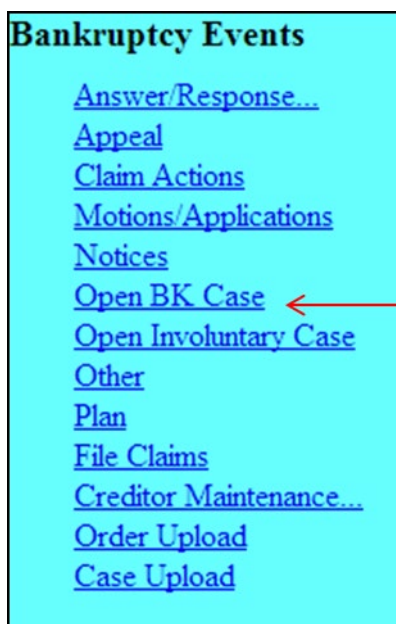 Bankruptcy Events
Answer/Response...
Appeal
Claim Actions
Motions/Applications
Notices
Open BK Case
Open Involuntary Case
Other
Plan
File Claims
Creditor Maintenance...
Order Upload
Case Upload